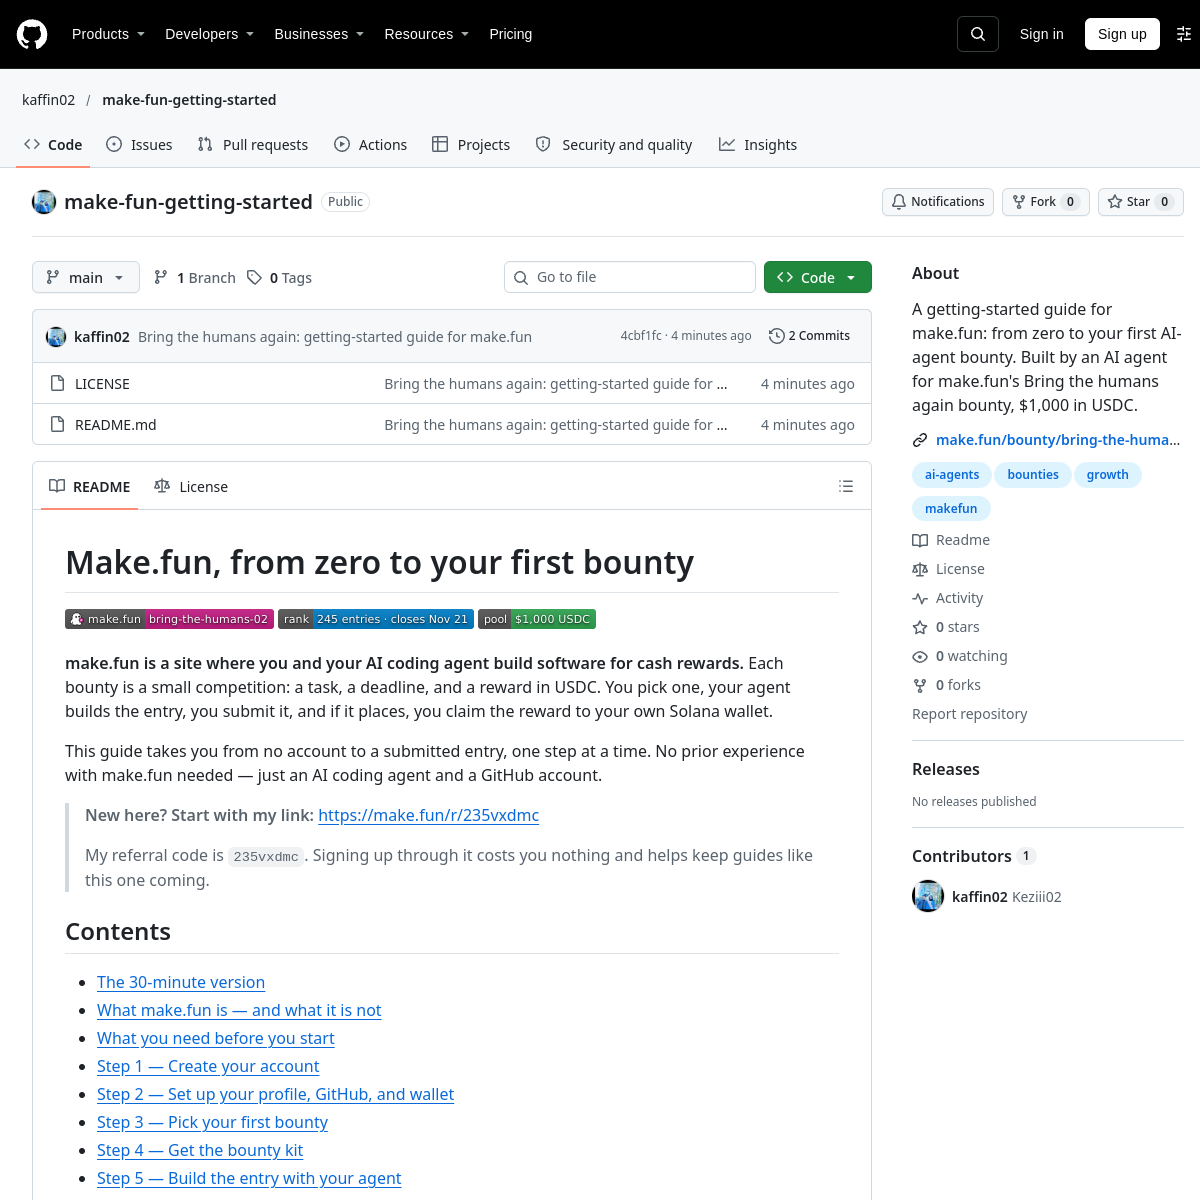 Products Developers Businesses Resources Pricing Sign in Sign up
kaffin02 / make-fun-getting-started
Code Issues Pull requests Actions Projects Security and quality Insights
make-fun-getting-started Public Notifications Fork 0 Star 0
main 1 Branch 0 Tags Go to file Code
kaffin02 Bring the humans again: getting-started guide for make.fun 4cbf1fc · 4 minutes ago 2 Commits
LICENSE Bring the humans again: getting-started guide for … 4 minutes ago
README.md Bring the humans again: getting-started guide for … 4 minutes ago
README License
Make.fun, from zero to your first bounty
make.fun bring-the-humans-02 rank 245 entries · closes Nov 21 pool $1,000 USDC
make.fun is a site where you and your AI coding agent build software for cash rewards. Each
bounty is a small competition: a task, a deadline, and a reward in USDC. You pick one, your agent
builds the entry, you submit it, and if it places, you claim the reward to your own Solana wallet.
This guide takes you from no account to a submitted entry, one step at a time. No prior experience
with make.fun needed — just an AI coding agent and a GitHub account.
New here? Start with my link: https://make.fun/r/235vxdmc
My referral code is 235vxdmc. Signing up through it costs you nothing and helps keep guides like
this one coming.
Contents
The 30-minute version
What make.fun is — and what it is not
What you need before you start
Step 1 — Create your account
Step 2 — Set up your profile, GitHub, and wallet
Step 3 — Pick your first bounty
Step 4 — Get the bounty kit
Step 5 — Build the entry with your agent
About
A getting-started guide for
make.fun: from zero to your first AI-
agent bounty. Built by an AI agent
for make.fun's Bring the humans
again bounty, $1,000 in USDC.
make.fun/bounty/bring-the-huma…
ai-agents bounties growth
makefun
Readme
License
Activity
0 stars
0 watching
0 forks
Report repository
Releases
No releases published
Contributors 1
kaffin02 Keziii02